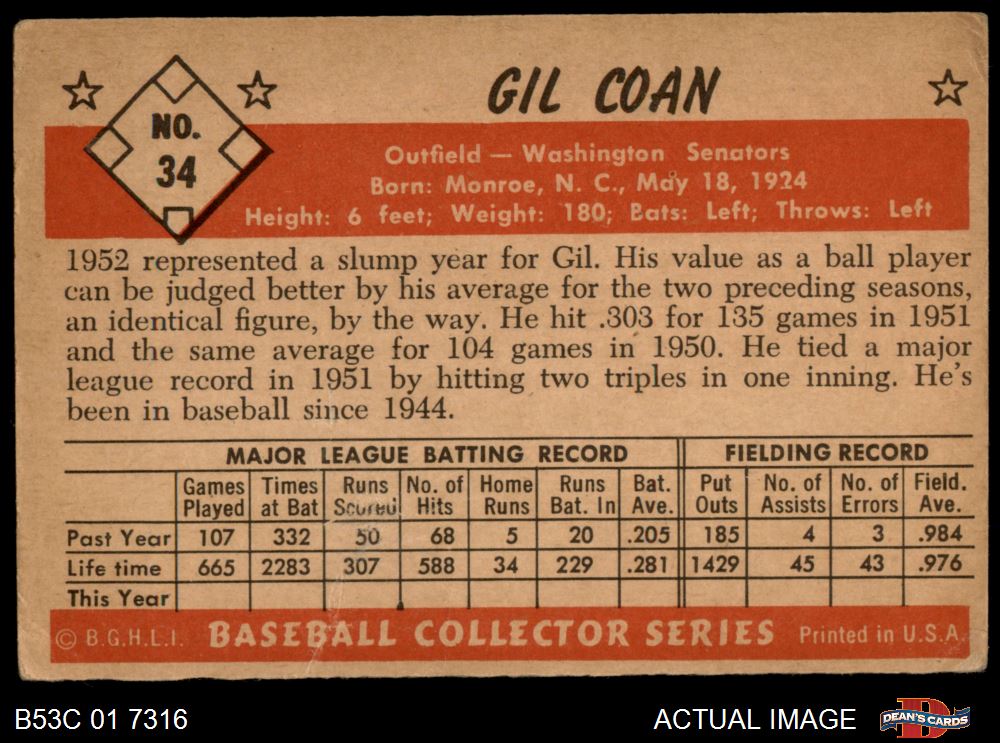 NO.
34
GIL COAN
Outfield — Washington Senators
Born: Monroe, N. C., May 18, 1924
Height: 6 feet; Weight: 180; Bats: Left; Throws: Left
1952 represented a slump year for Gil. His value as a ball player
can be judged better by his average for the two preceding seasons,
an identical figure, by the way. He hit .303 for 135 games in 1951
and the same average for 104 games in 1950. He tied a major
league record in 1951 by hitting two triples in one inning. He's
been in baseball since 1944.
MAJOR LEAGUE BATTING RECORD FIELDING RECORD
Games Times Runs No. of Home Runs Bat. Put No. of No. of Field.
Played at Bat Scored Hits Runs Bat. In Ave. Outs Assists Errors Ave.
Past Year 107 332 50 68 5 20 .205 185 4 3 .984
Life time 665 2283 307 588 34 229 .281 1429 45 43 .976
This Year
© B.G.H.L.I. BASEBALL COLLECTOR SERIES Printed in U.S.A.
B53C 01 7316 ACTUAL IMAGE DEAN'S CARDS